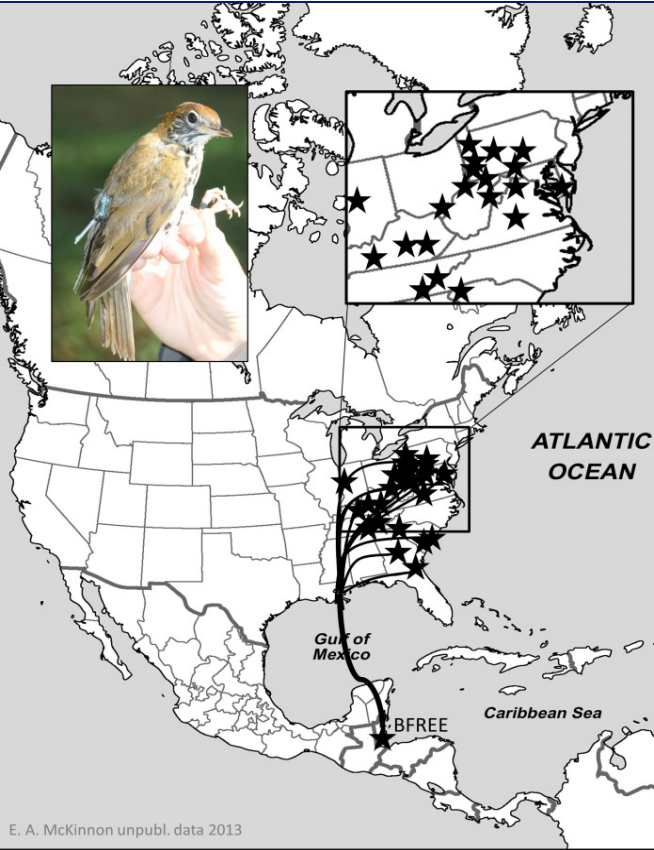 ATLANTIC
OCEAN
Gulf of
Mexico
Caribbean Sea
BFREE
E. A. McKinnon unpubl. data 2013